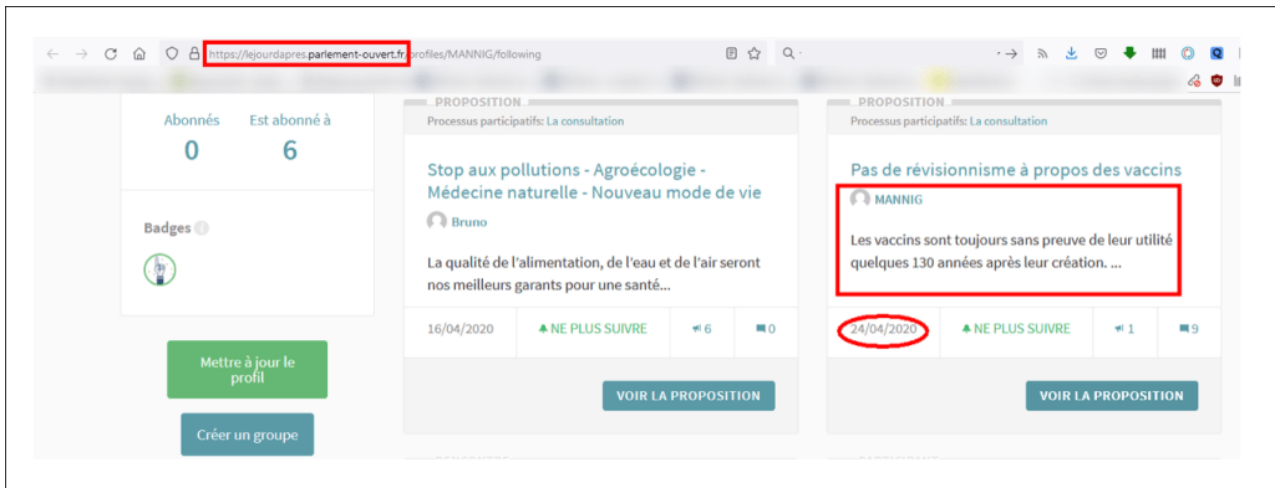 https://lejourdapres.parlement-ouvert.fr/profiles/MANNIG/following
Abonnés
0
Est abonné à
6
Badges
Mettre à jour le
profil
Créer un groupe
PROPOSITION
Processus participatifs: La consultation
Stop aux pollutions - Agroécologie -
Médecine naturelle - Nouveau mode de vie
Bruno
La qualité de l'alimentation, de l'eau et de l'air seront
nos meilleurs garants pour une santé...
16/04/2020
NE PLUS SUIVRE
6
0
VOIR LA PROPOSITION
PROPOSITION
Processus participatifs: La consultation
Pas de révisionnisme à propos des vaccins
MANNIG
Les vaccins sont toujours sans preuve de leur utilité
quelques 130 années après leur création. ...
24/04/2020
NE PLUS SUIVRE
1
9
VOIR LA PROPOSITION